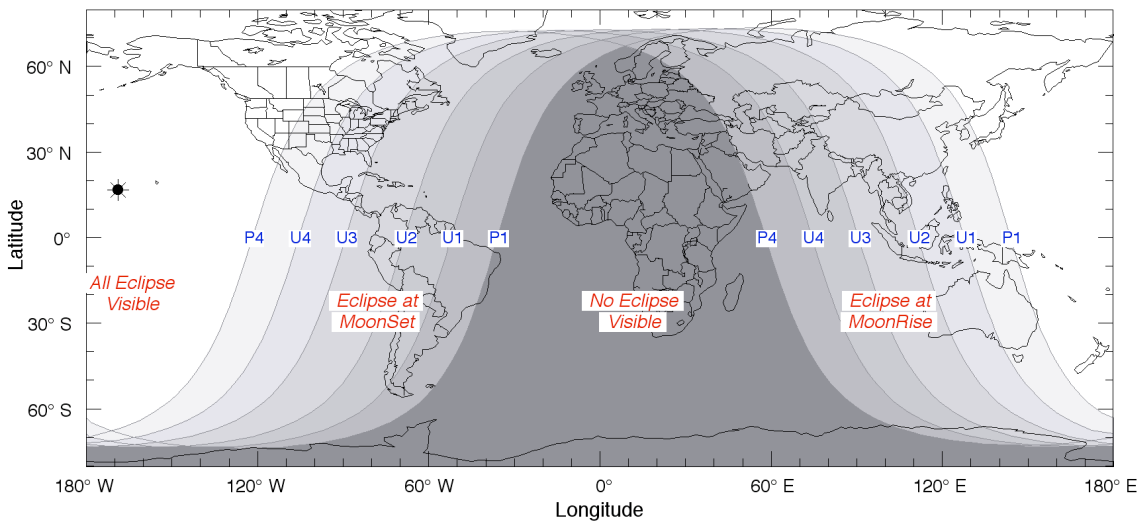 60° N
30° N
0°
30° S
60° S
Latitude
P4 U4 U3 U2 U1 P1 P4 U4 U3 U2 U1 P1
All Eclipse
Visible
Eclipse at
MoonSet
No Eclipse
Visible
Eclipse at
MoonRise
180° W 120° W 60° W 0° 60° E 120° E 180° E
Longitude